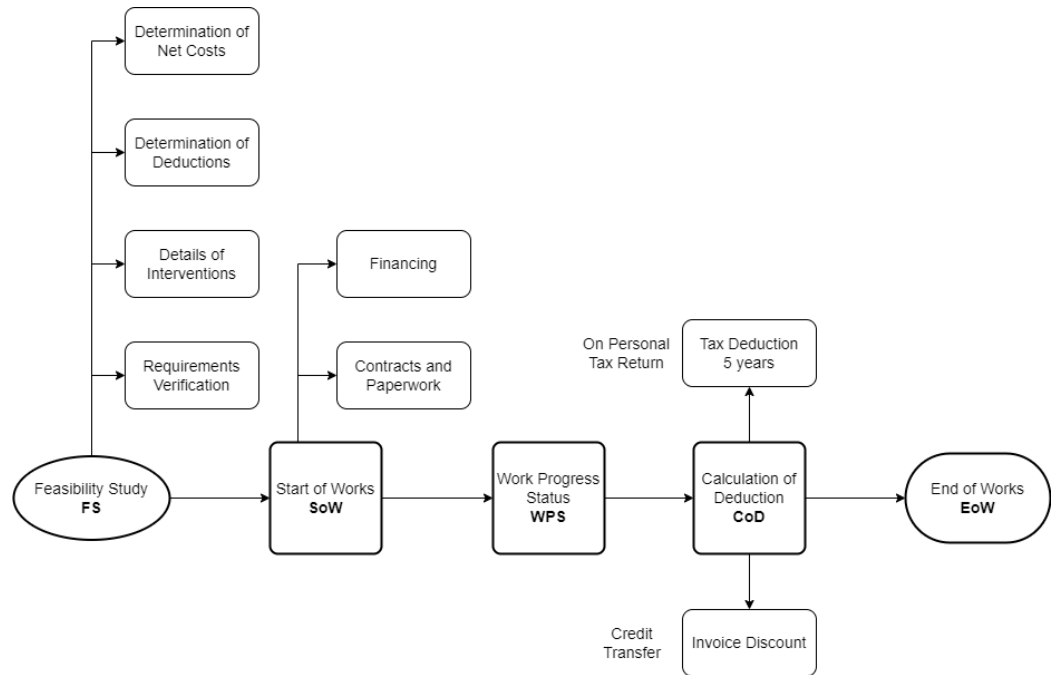 Determination of
Net Costs
Determination of
Deductions
Details of
Interventions
Financing
Requirements
Verification
Contracts and
Paperwork
On Personal
Tax Return
Tax Deduction
5 years
Feasibility Study
FS
Start of Works
SoW
Work Progress
Status
WPS
Calculation of
Deduction
CoD
End of Works
EoW
Credit
Transfer
Invoice Discount